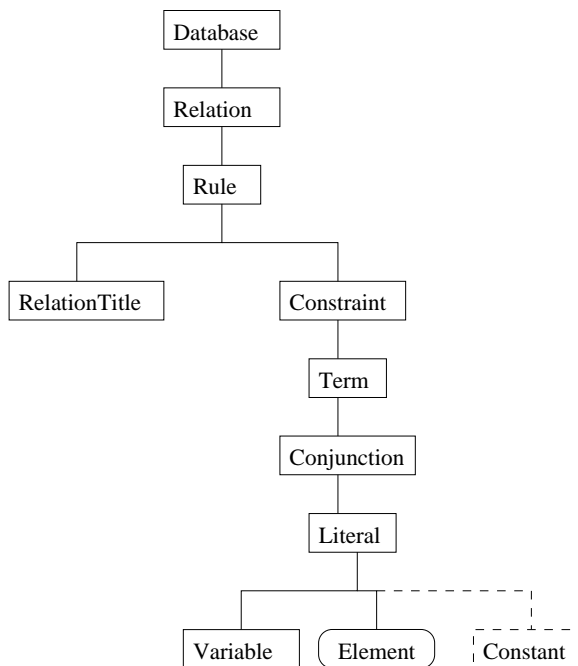 Database
Relation
Rule
RelationTitle
Constraint
Term
Conjunction
Literal
Variable
Element
Constant